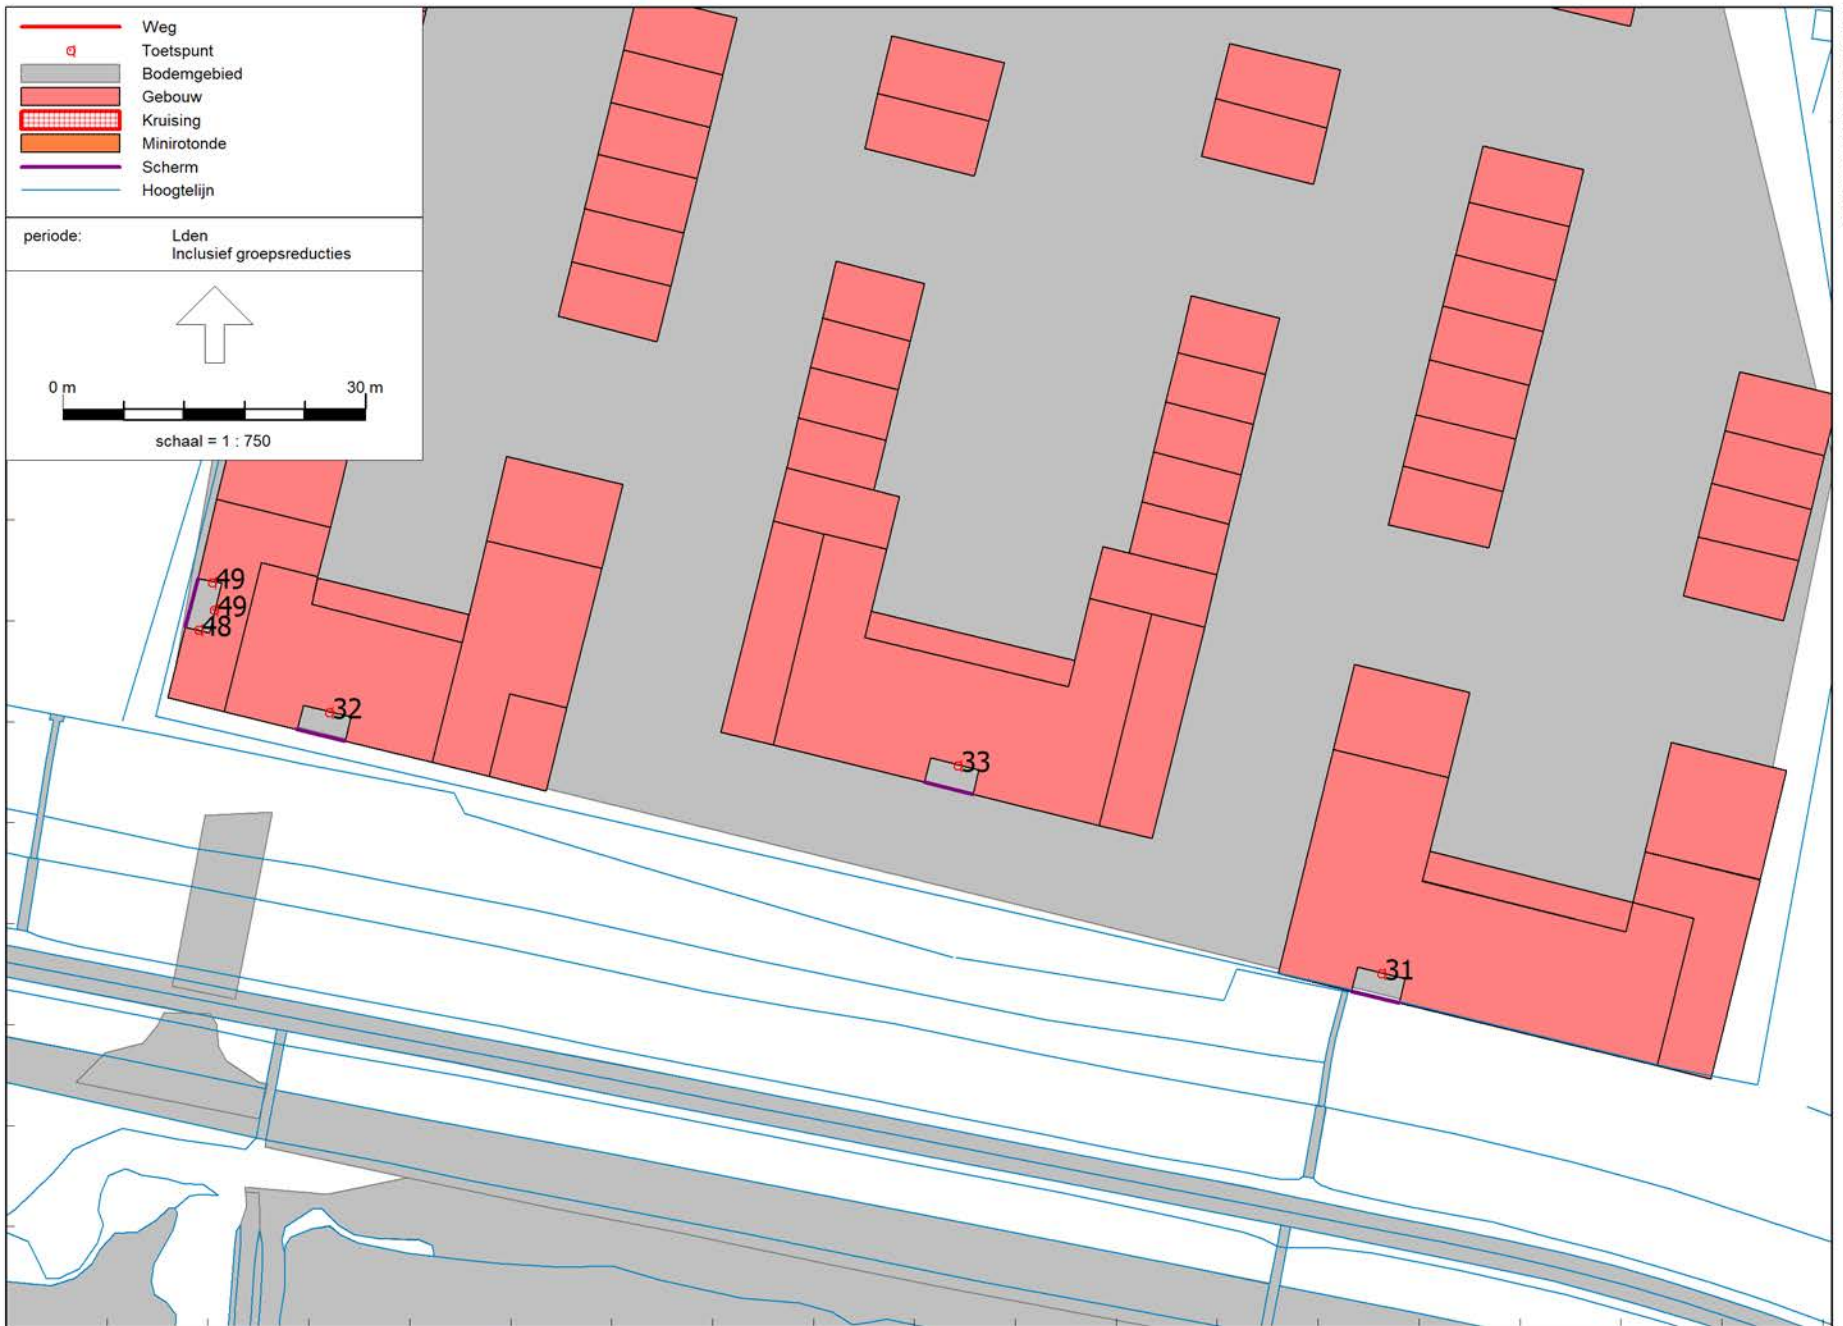 Weg
Toetspunt
Bodemgebied
Gebouw
Kruising
Minirotonde
Scherm
Hoogtelijn
periode: Lden
Inclusief groepsreducties
0 m 30 m
schaal = 1 : 750
49
49
48
32
33
31